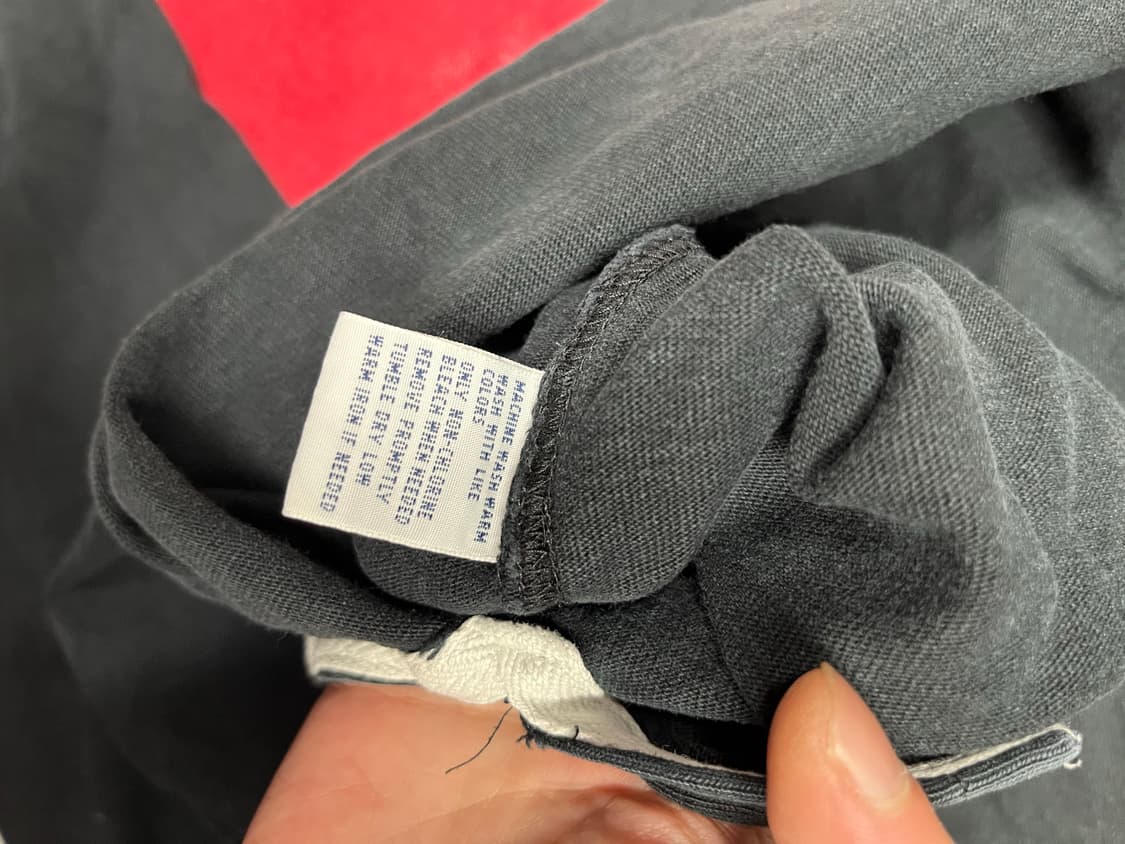 MACHINE WASH WARM
WASH WITH LIKE
COLORS
ONLY NON-CHLORINE
BLEACH WHEN NEEDED
REMOVE PROMPTLY
TUMBLE DRY LOW
WARM IRON IF NEEDED